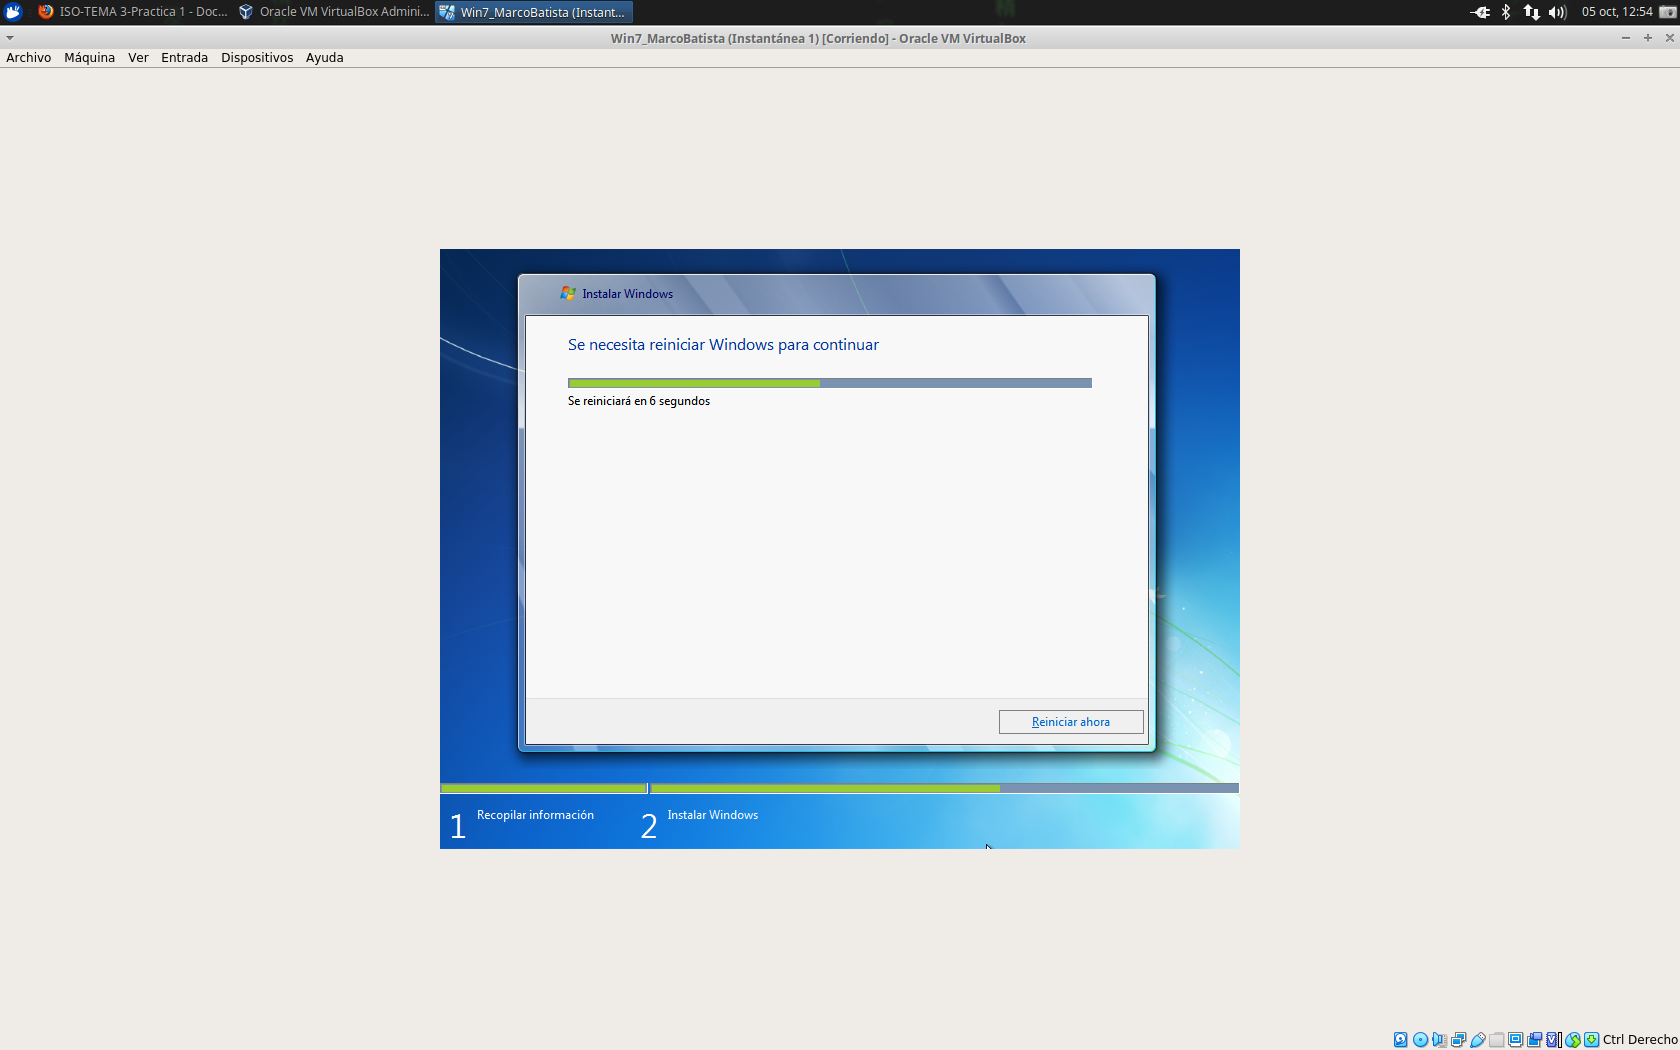 ISO-TEMA 3-Practica 1 - Doc... Oracle VM VirtualBox Admini... Win7_MarcoBatista (Instant... 05 oct, 12:54
Win7_MarcoBatista (Instantánea 1) [Corriendo] - Oracle VM VirtualBox
Archivo Máquina Ver Entrada Dispositivos Ayuda
Instalar Windows
Se necesita reiniciar Windows para continuar
Se reiniciará en 6 segundos
Reiniciar ahora
1 Recopilar información 2 Instalar Windows
Ctrl Derecho